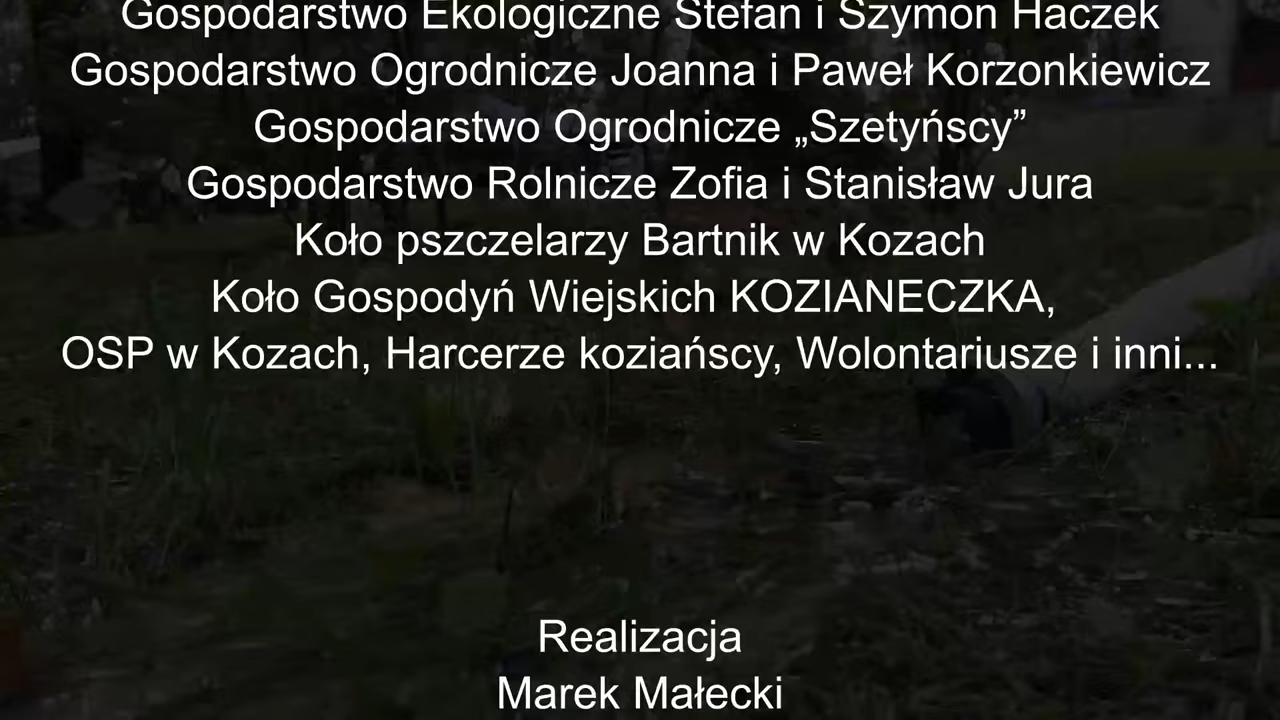 Gospodarstwo Ekologiczne Stefan i Szymon Haczek
Gospodarstwo Ogrodnicze Joanna i Paweł Korzonkiewicz
Gospodarstwo Ogrodnicze „Szetyńscy”
Gospodarstwo Rolnicze Zofia i Stanisław Jura
Koło pszczelarzy Bartnik w Kozach
Koło Gospodyń Wiejskich KOZIANECZKA,
OSP w Kozach, Harcerze koziańscy, Wolontariusze i inni...
Realizacja
Marek Małecki